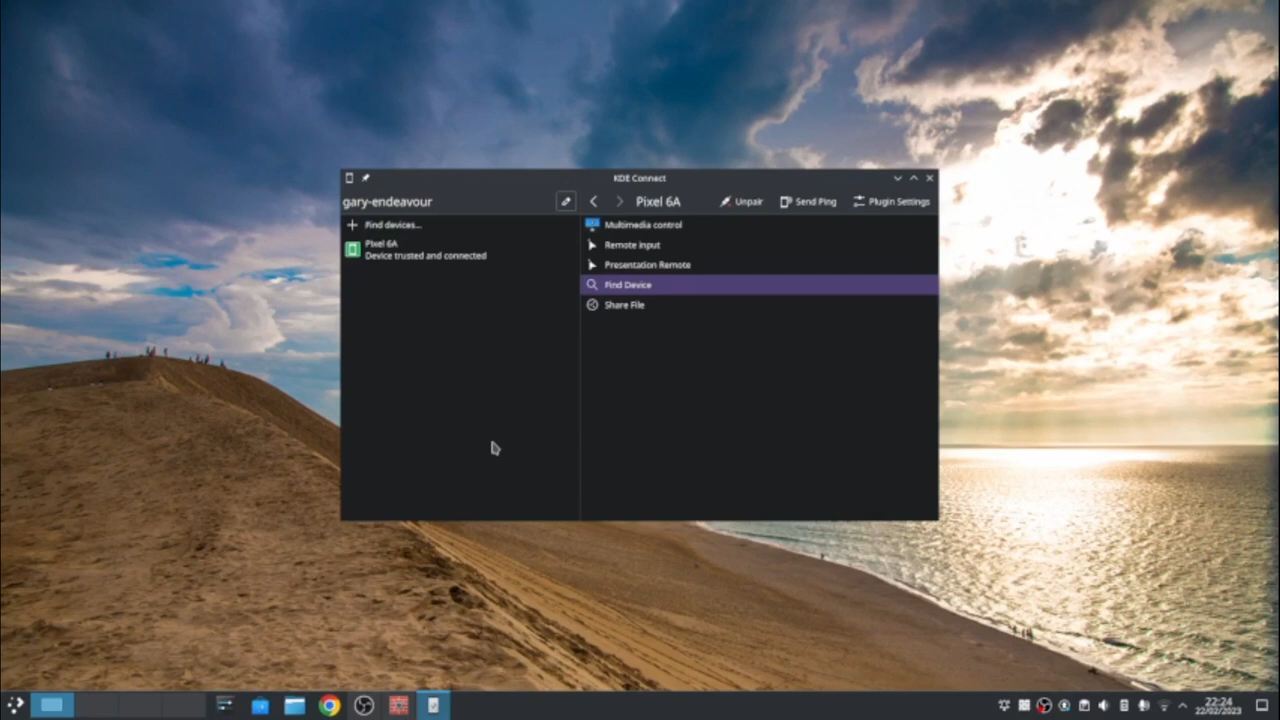 KDE Connect
gary-endeavour
Pixel 6A
Unpair
Send Ping
Plugin Settings
Find devices...
Pixel 6A
Device trusted and connected
Multimedia control
Remote input
Presentation Remote
Find Device
Share File
22:24
22/02/2023